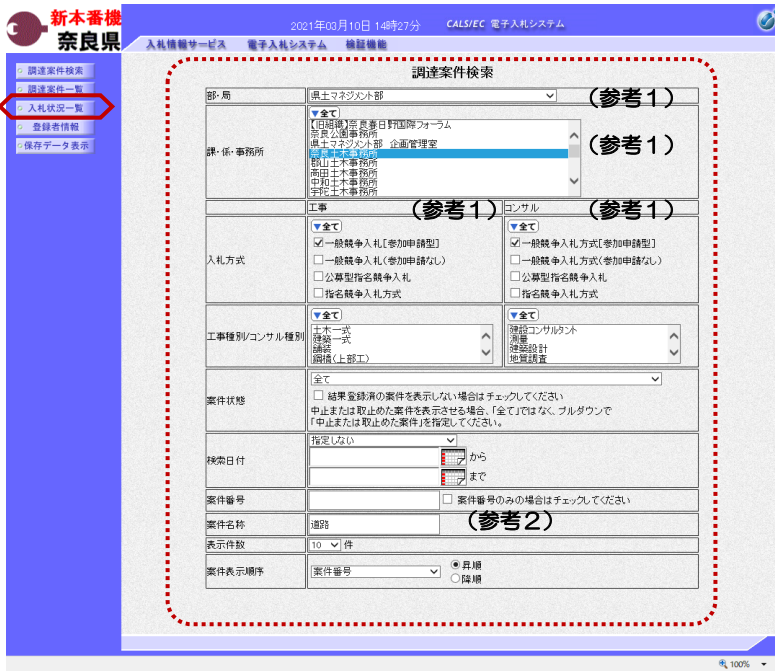 新本番機
奈良県
2021年03月10日 14時27分
CALS/EC 電子入札システム
入札情報サービス 電子入札システム 検証機能
調達案件検索
調達案件一覧
入札状況一覧
登録者情報
保存データ表示
調達案件検索
部・局
県土マネジメント部
(参考1)
課・係・事務所
▼全て
【旧組織】奈良春日野国際フォーラム
奈良公園事務所
県土マネジメント部 企画管理室
奈良土木事務所
郡山土木事務所
高田土木事務所
中和土木事務所
宇陀土木事務所
(参考1)
工事 (参考1) コンサル (参考1)
入札方式
▼全て ▼全て
一般競争入札[参加申請型] 一般競争入札方式[参加申請型]
一般競争入札(参加申請なし) 一般競争入札方式(参加申請なし)
公募型指名競争入札 公募型指名競争入札
指名競争入札方式 指名競争入札方式
工事種別/コンサル種別
▼全て ▼全て
土木一式 建設コンサルタント
建築一式 測量
舗装 建築設計
鋼橋(上部工) 地質調査
案件状態
全て
結果登録済の案件を表示しない場合はチェックしてください
中止または取止めた案件を表示させる場合、「全て」ではなく、プルダウンで
「中止または取止めた案件」を指定してください。
検索日付
指定しない
から
まで
案件番号
案件番号のみの場合はチェックしてください
案件名称
道路
(参考2)
表示件数
10 件
案件表示順序
案件番号
昇順
降順
100%